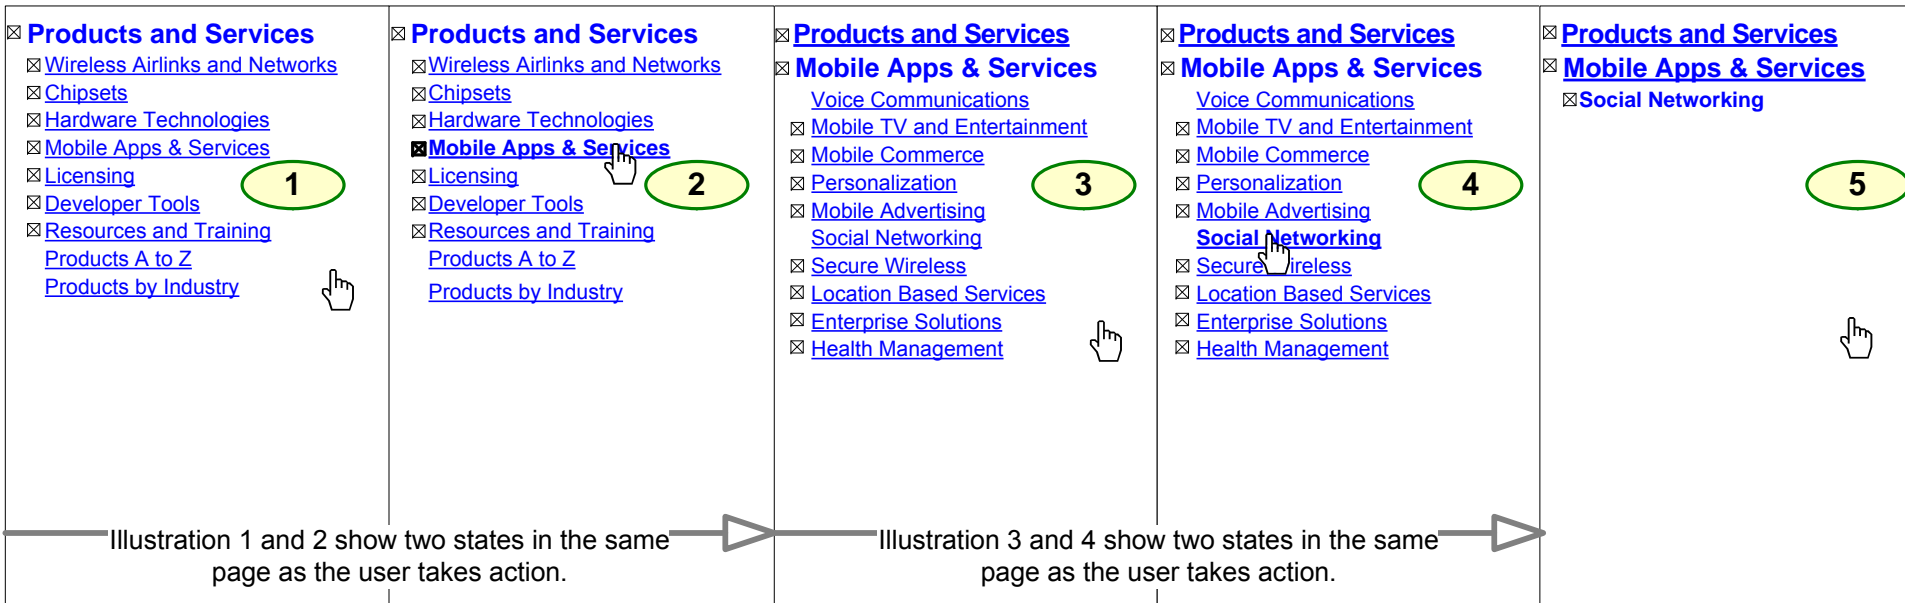 Products and Services
Wireless Airlinks and Networks
Chipsets
Hardware Technologies
Mobile Apps & Services
Licensing
Developer Tools
Resources and Training
Products A to Z
Products by Industry
1
Products and Services
Wireless Airlinks and Networks
Chipsets
Hardware Technologies
Mobile Apps & Services
Licensing
Developer Tools
Resources and Training
Products A to Z
Products by Industry
2
Illustration 1 and 2 show two states in the same
page as the user takes action.
Products and Services
Mobile Apps & Services
Voice Communications
Mobile TV and Entertainment
Mobile Commerce
Personalization
Mobile Advertising
Social Networking
Secure Wireless
Location Based Services
Enterprise Solutions
Health Management
3
Products and Services
Mobile Apps & Services
Voice Communications
Mobile TV and Entertainment
Mobile Commerce
Personalization
Mobile Advertising
Social Networking
Secure Wireless
Location Based Services
Enterprise Solutions
Health Management
4
Illustration 3 and 4 show two states in the same
page as the user takes action.
Products and Services
Mobile Apps & Services
Social Networking
5